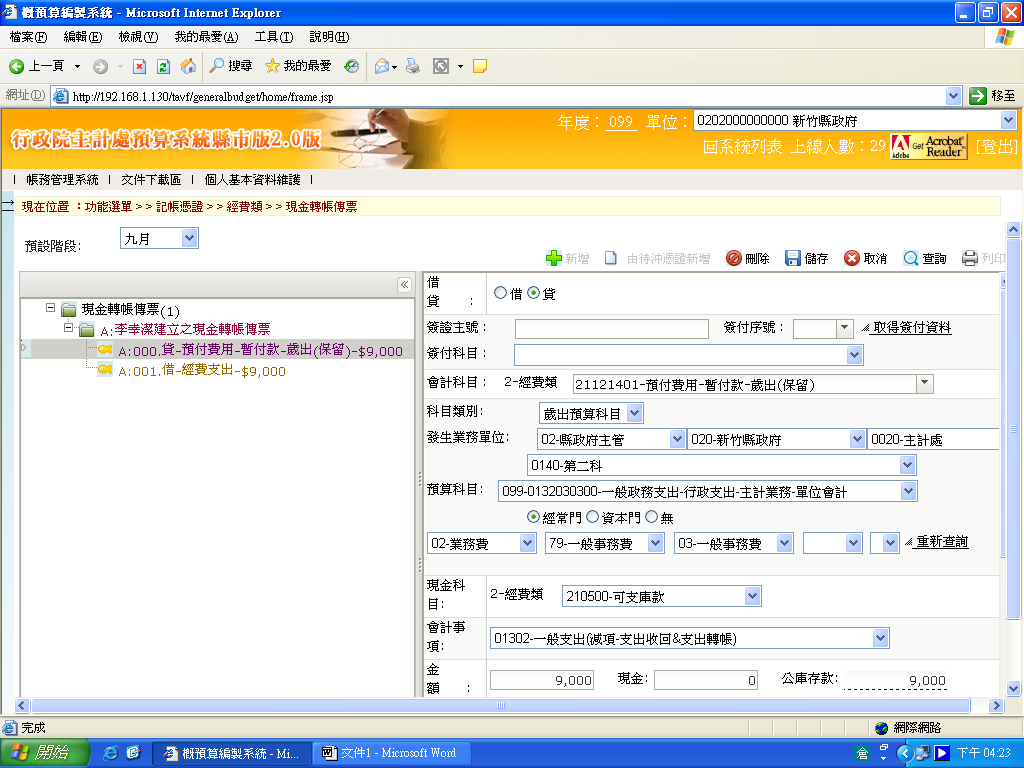 概預算編製系統 - Microsoft Internet Explorer
檔案(F) 編輯(E) 檢視(V) 我的最愛(A) 工具(T) 說明(H)
上一頁 搜尋 我的最愛
網址(D) http://192.168.1.130/tavf/generalbudget/home/frame.jsp 移至
行政院主計處預算系統縣市版2.0版
年度： 099 單位： 0202000000000 新竹縣政府
回系統列表 上線人數：29 Adobe Get Acrobat Reader [登出]
| 帳務管理系統 | 文件下載區 | 個人基本資料維護 |
現在位置 ：功能選單 >> 記帳憑證 >> 經費類 >> 現金轉帳傳票
預設階段: 九月
新增 由待沖憑證新增 刪除 儲存 取消 查詢 列印
現金轉帳傳票(1)
A:李幸潔建立之現金轉帳傳票
A:000.貸-預付費用-暫付款-歲出(保留)-$9,000
A:001.借-經費支出-$9,000
借貸 : 借 貸
簽證主號： 簽付序號： 取得簽付資料
簽付科目：
會計科目： 2-經費類 21121401-預付費用-暫付款-歲出(保留)
科目類別: 歲出預算科目
發生業務單位: 02-縣政府主管 020-新竹縣政府 0020-主計處
0140-第二科
預算科目: 099-0132030300-一般政務支出-行政支出-主計業務-單位會計
經常門 資本門 無
02-業務費 79-一般事務費 03-一般事務費 重新查詢
現金科目: 2-經費類 210500-可支庫款
會計事項: 01302-一般支出(減項-支出收回&支出轉帳)
金額 : 9,000 現金: 0 公庫存款: 9,000
完成 網際網路
開始 概預算編製系統 - Mi... 文件1 - Microsoft Word 倉 下午 04:23